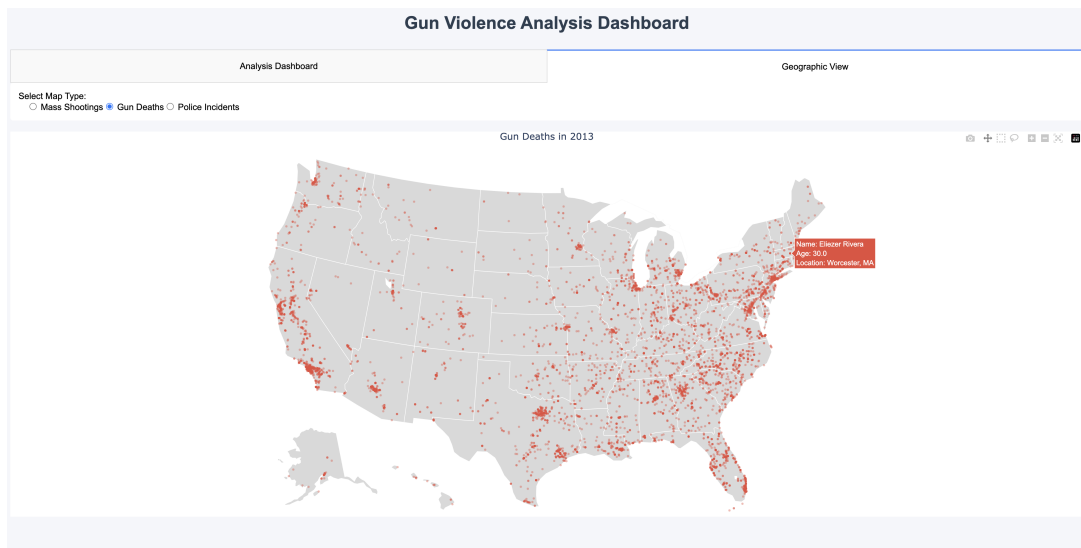 Gun Violence Analysis Dashboard
Analysis Dashboard
Geographic View
Select Map Type:
Mass Shootings Gun Deaths Police Incidents
Gun Deaths in 2013
Name: Eliezer Rivera
Age: 30.0
Location: Worcester, MA